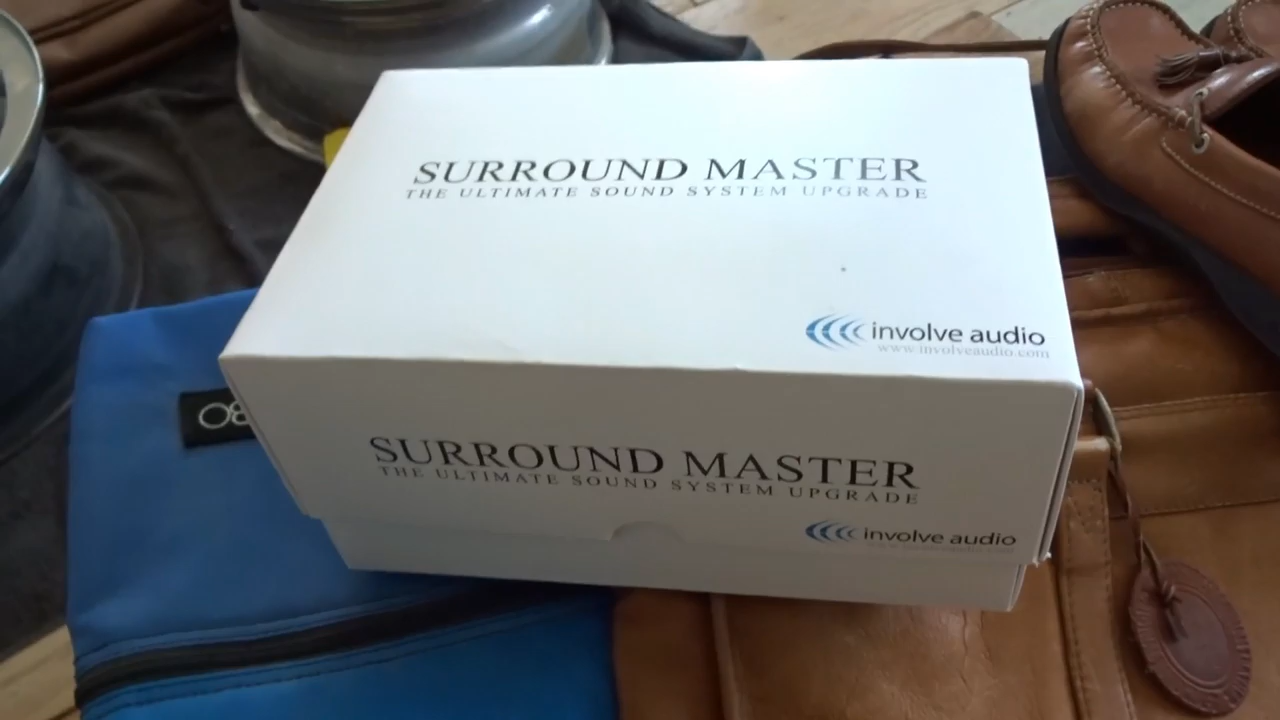 SURROUND MASTER
THE ULTIMATE SOUND SYSTEM UPGRADE
involve audio
www.involveaudio.com
SURROUND MASTER
THE ULTIMATE SOUND SYSTEM UPGRADE
involve audio